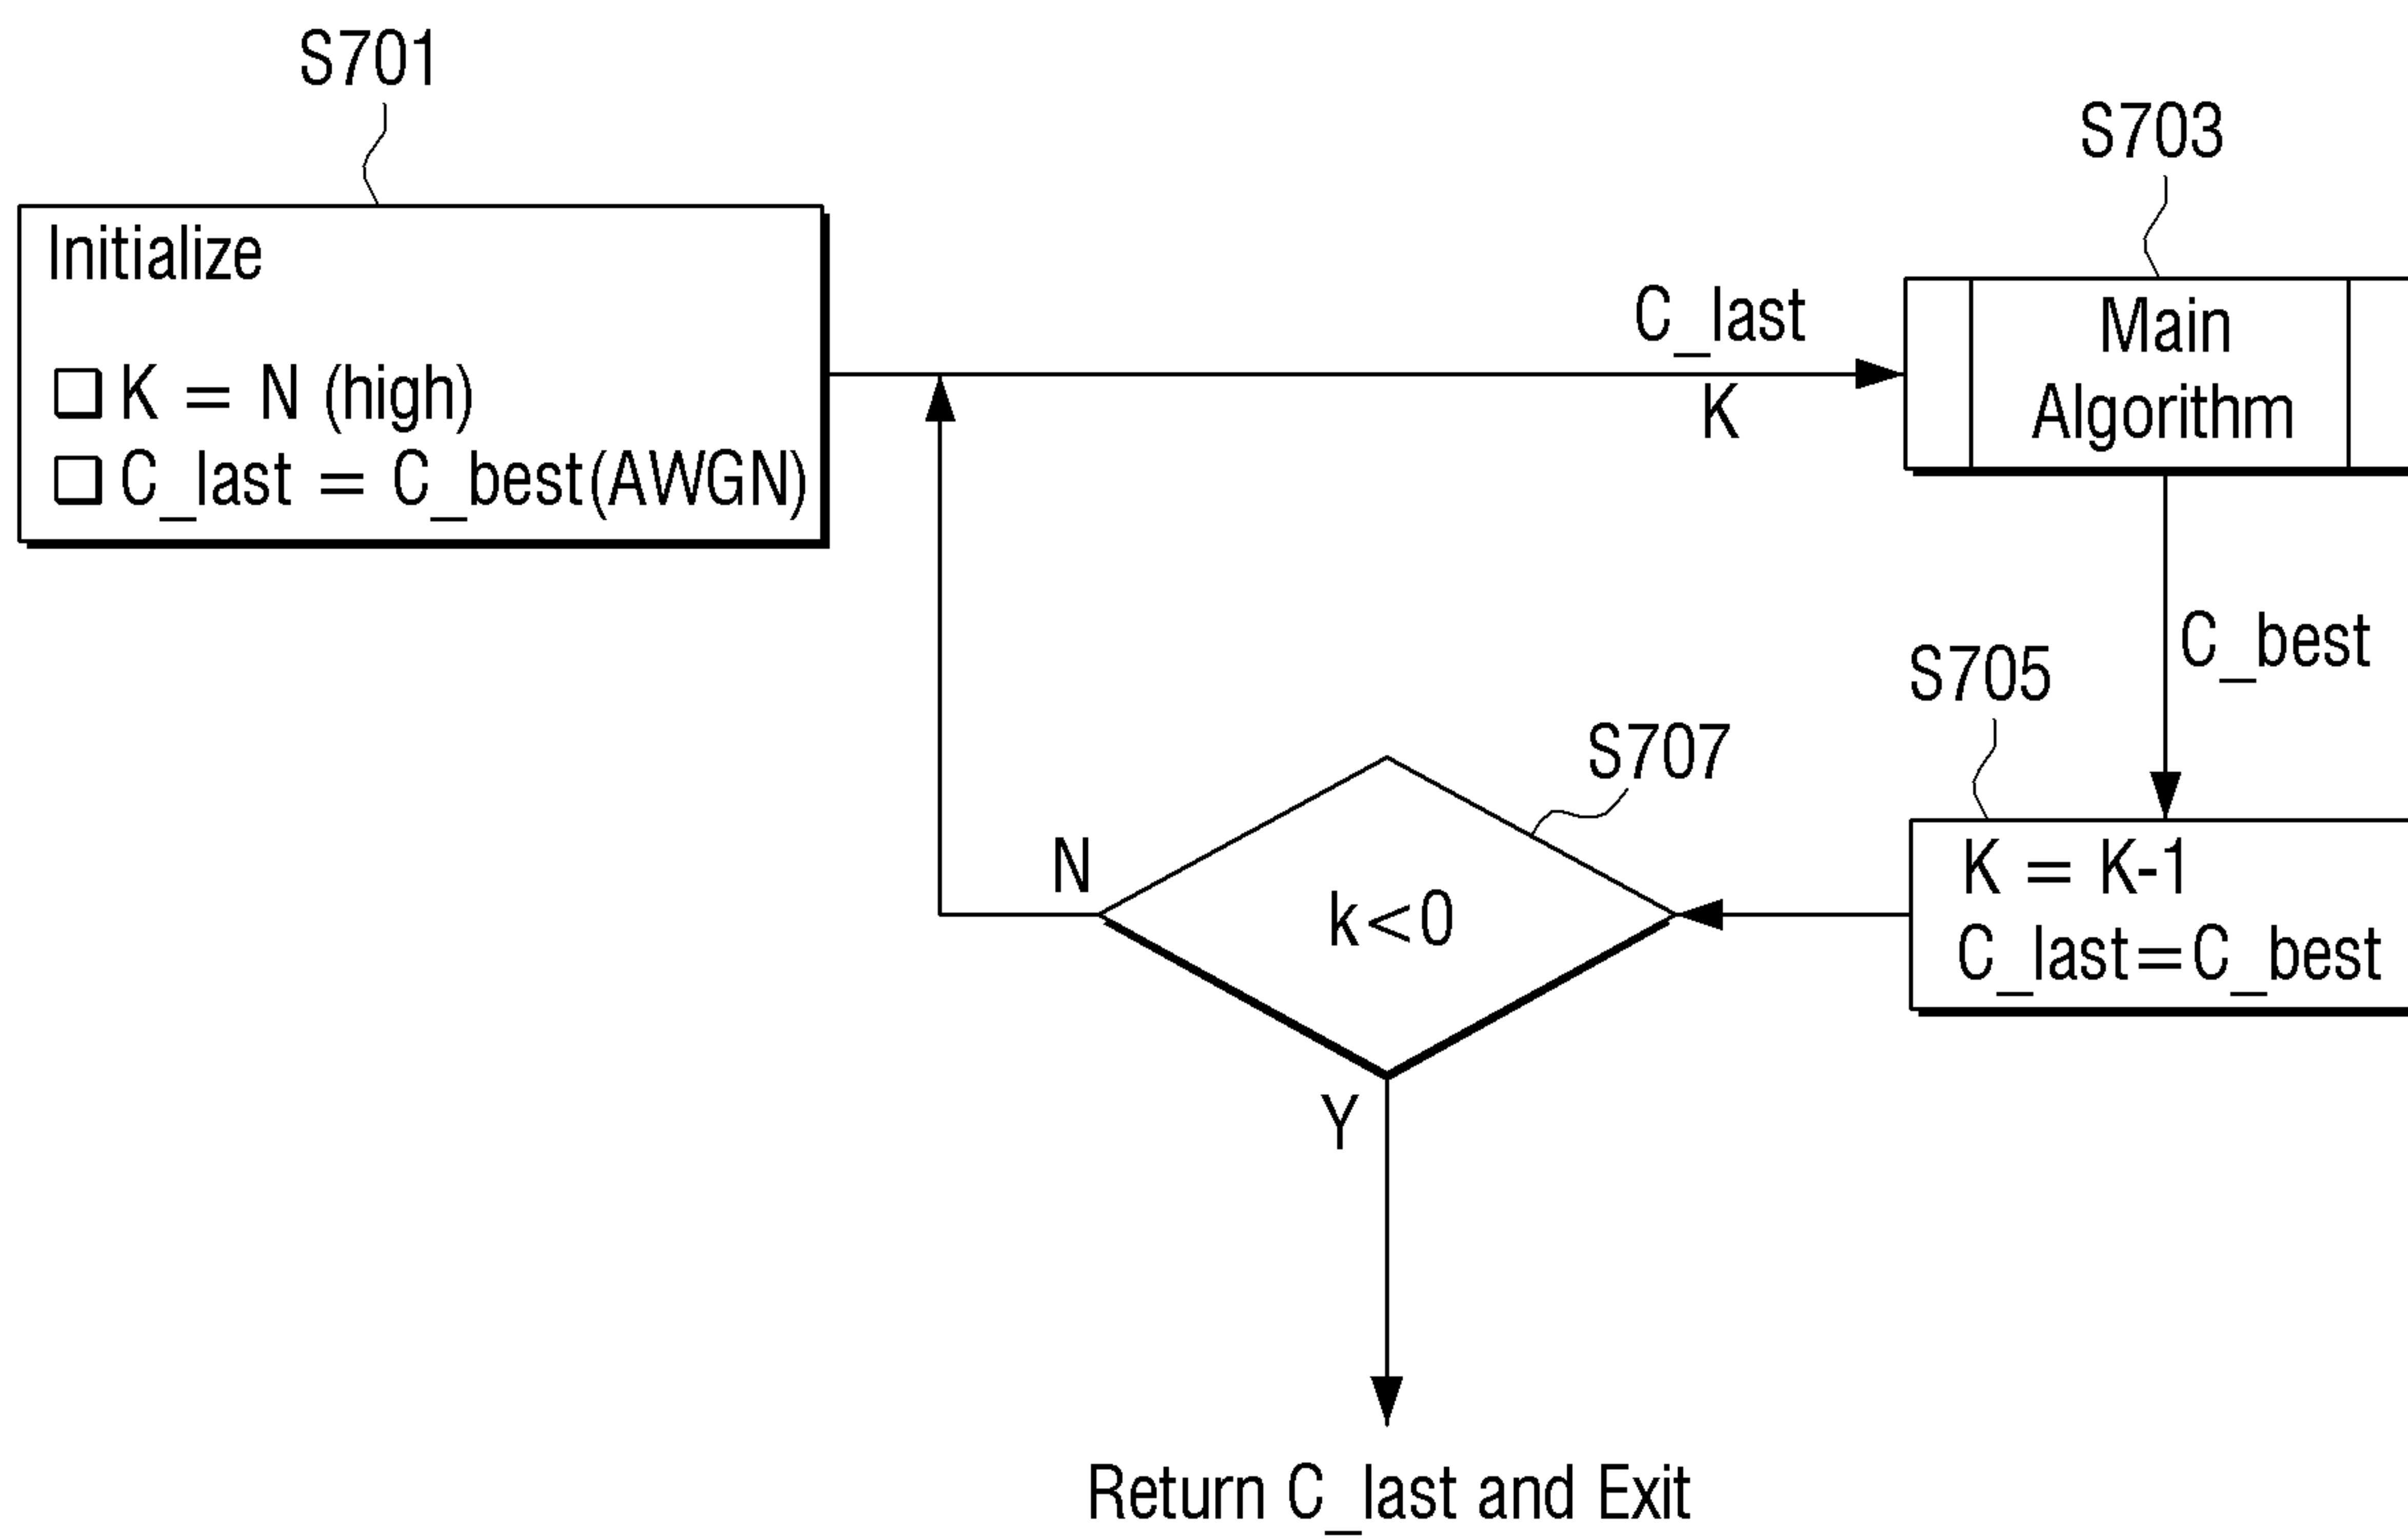 S701
Initialize
K = N (high)
C_last = C_best(AWGN)
C_last
K
S703
Main
Algorithm
C_best
S705
K = K-1
C_last=C_best
S707
k<0
N
Y
Return C_last and Exit